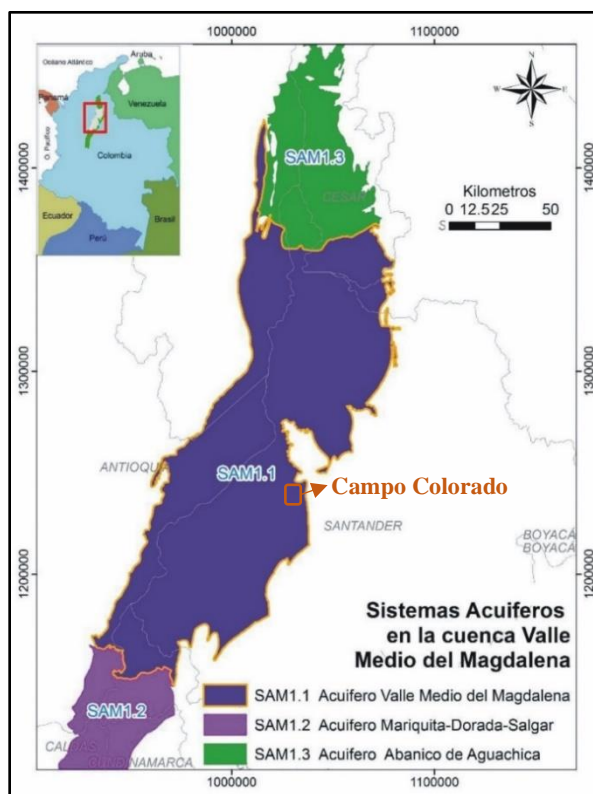 1000000
1100000
Océano Atlántico
Aruba
Panamá
Venezuela
O. Pacífico
Colombia
Ecuador
Perú
Brasil
N
W
E
S
Kilometros
0 12.525 50
S
1400000
1400000
SAM1.3
CESAR
1300000
1300000
ANTIOQUIA
SAM1.1
Campo Colorado
SANTANDER
BOYACÁ
BOYACÁ
1200000
1200000
Sistemas Acuiferos
en la cuenca Valle
Medio del Magdalena
SAM1.2
CALDAS
CUNDINAMARCA
SAM1.1 Acuifero Valle Medio del Magdalena
SAM1.2 Acuifero Mariquita-Dorada-Salgar
SAM1.3 Acuifero Abanico de Aguachica
1000000
1100000